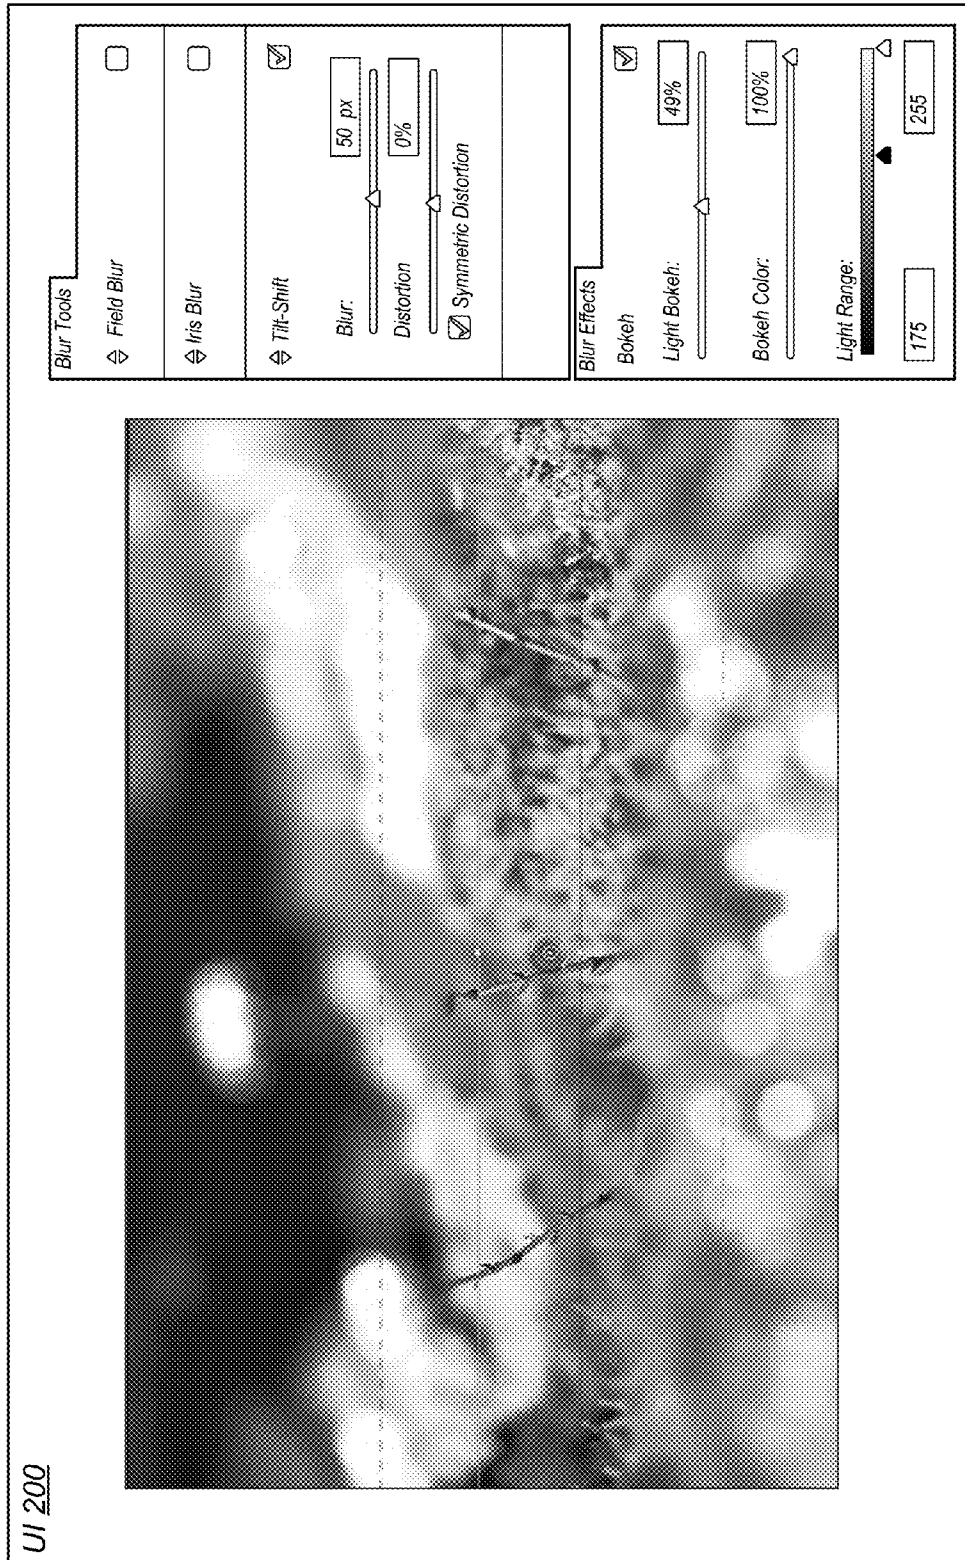 UI 200
Blur Tools
Field Blur
Iris Blur
Tilt-Shift
Blur: 50 px
Distortion 0%
Symmetric Distortion
Blur Effects
Bokeh
Light Bokeh: 49%
Bokeh Color: 100%
Light Range:
175 255